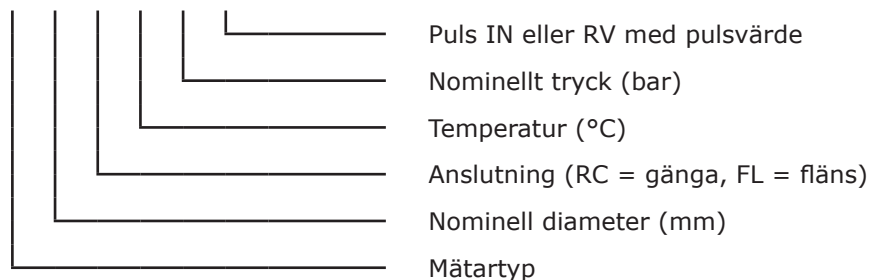 Puls IN eller RV med pulsvärde
Nominellt tryck (bar)
Temperatur (°C)
Anslutning (RC = gänga, FL = fläns)
Nominell diameter (mm)
Mätartyp